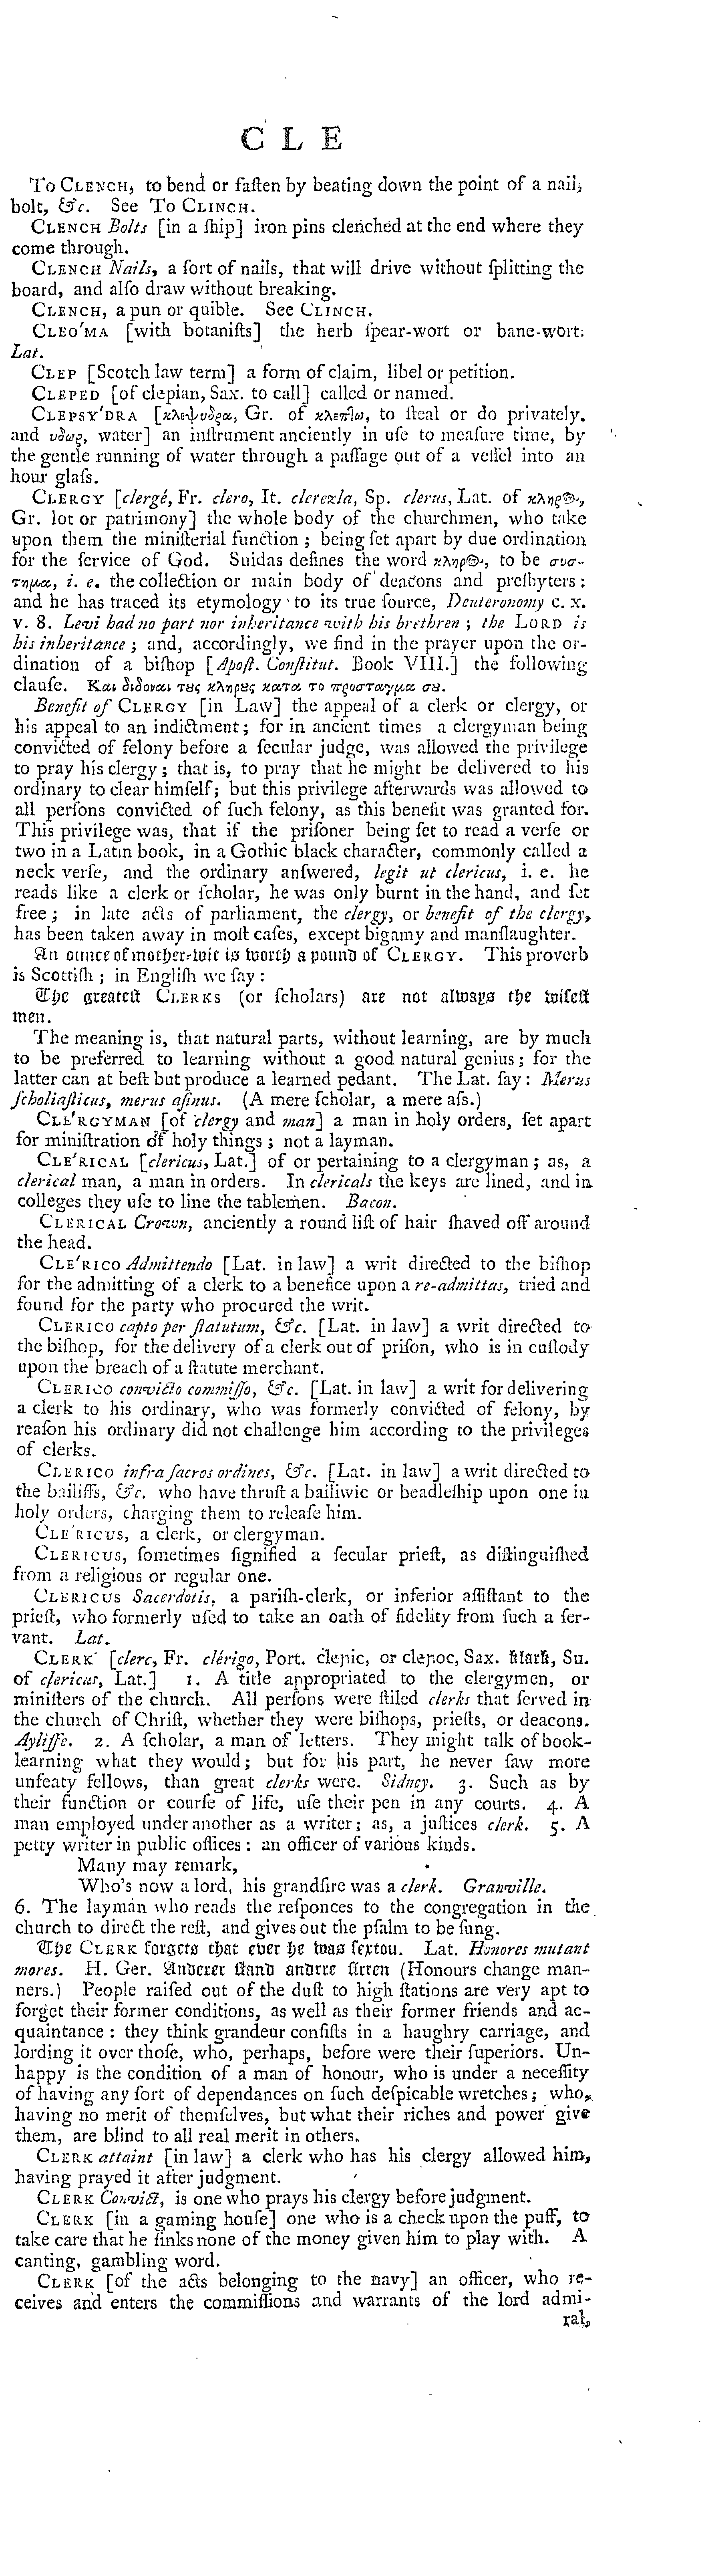 C L E
To CLENCH, to bend or faſten by beating down the point of a nail,
bolt, &c. See To CLINCH.
CLENCH Bolts [in a ſhip] iron pins clenched at the end where they
come through.
CLENCH Nails, a ſort of nails, that will drive without ſplitting the
board, and alſo draw without breaking.
CLENCH, a pun or quible. See CLINCH.
CLEO'MA [with botaniſts] the herb ſpear-wort or bane-wort.
Lat.
CLEP [Scotch law term] a form of claim, libel or petition.
CLEPED [of clepian, Sax. to call] called or named.
CLEPSY'DRA [κλεψυδρα, Gr. of κλεπ͡ω, to ſteal or do privately,
and υδωρ, water] an inſtrument anciently in uſe to meaſure time, by
the gentle running of water through a paſſage out of a veſſel into an
hour glaſs.
CLERGY [clergé, Fr. clero, It. clerezía, Sp. clerus, Lat. of κληρ⊕-,
Gr. lot or patrimony] the whole body of the churchmen, who take
upon them the miniſterial function; being ſet apart by due ordination
for the ſervice of God. Suidas defines the word κληρ⊕-, to be συσ-
τημα, i. e. the collection or main body of deacons and preſbyters:
and he has traced its etymology to its true ſource, Deuteronomy c. x.
v. 8. Levi had no part nor inheritance with his brethren; the LORD is
his inheritance; and, accordingly, we find in the prayer upon the or-
dination of a biſhop [Apoſt. Conſtitut. Book VIII.] the following
clauſe. Και διδοναι τȣς κληρȣς κατα το προσταγμα σȣ.
Benefit of CLERGY [in Law] the appeal of a clerk or clergy, or
his appeal to an indictment; for in ancient times a clergyman being
convicted of felony before a ſecular judge, was allowed the privilege
to pray his clergy; that is, to pray that he might be delivered to his
ordinary to clear himſelf; but this privilege afterwards was allowed to
all perſons convicted of ſuch felony, as this benefit was granted for.
This privilege was, that if the priſoner being ſet to read a verſe or
two in a Latin book, in a Gothic black character, commonly called a
neck verſe, and the ordinary anſwered, legit ut clericus, i. e. he
reads like a clerk or ſcholar, he was only burnt in the hand, and ſet
free; in late acts of parliament, the clergy, or benefit of the clergy,
has been taken away in moſt caſes, except bigamy and manſlaughter.
An ounce of mother-wit is worth a pound of CLERGY. This proverb
is Scottiſh; in Engliſh we ſay:
The greateſt CLERKS (or ſcholars) are not always the wiſeſt
men.
The meaning is, that natural parts, without learning, are by much
to be preferred to learning without a good natural genius; for the
latter can at beſt but produce a learned pedant. The Lat. ſay: Merus
ſcholiaſticus, merus aſinus. (A mere ſcholar, a mere aſs.)
CLE'RGYMAN [of clergy and man] a man in holy orders, ſet apart
for miniſtration of holy things; not a layman.
CLE'RICAL [clericus, Lat.] of or pertaining to a clergyman; as, a
clerical man, a man in orders. In clericals the keys are lined, and in
colleges they uſe to line the tablemen. Bacon.
CLERICAL Crown, anciently a round liſt of hair ſhaved off around
the head.
CLE'RICO Admittendo [Lat. in law] a writ directed to the biſhop
for the admitting of a clerk to a benefice upon a re-admittas, tried and
found for the party who procured the writ.
CLERICO capto per ſtatutum, &c. [Lat. in law] a writ directed to
the biſhop, for the delivery of a clerk out of priſon, who is in cuſtody
upon the breach of a ſtatute merchant.
CLERICO convicto commiſſo, &c. [Lat. in law] a writ for delivering
a clerk to his ordinary, who was formerly convicted of felony, by
reaſon his ordinary did not challenge him according to the privileges
of clerks.
CLERICO infra ſacros ordines, &c. [Lat. in law] a writ directed to
the bailiffs, &c. who have thruſt a bailiwic or beadleſhip upon one in
holy orders, charging them to releaſe him.
CLE'RICUS, a clerk, or clergyman.
CLERICUS, ſometimes ſignified a ſecular prieſt, as diſtinguiſhed
from a religious or regular one.
CLERICUS Sacerdotis, a pariſh-clerk, or inferior aſſiſtant to the
prieſt, who formerly uſed to take an oath of fidelity from ſuch a ſer-
vant. Lat.
CLERK [clerc, Fr. clérigo, Port. clepic, or clepoc, Sax. klark, Su.
of clericus, Lat.] 1. A title appropriated to the clergymen, or
miniſters of the church. All perſons were ſtiled clerks that ſerved in
the church of Chriſt, whether they were biſhops, prieſts, or deacons.
Ayliffe. 2. A ſcholar, a man of letters. They might talk of book-
learning what they would; but for his part, he never ſaw more
unfeaty fellows, than great clerks were. Sidney. 3. Such as by
their function or courſe of life, uſe their pen in any courts. 4. A
man employed under another as a writer; as, a juſtices clerk. 5. A
petty writer in public offices: an officer of various kinds.
Many may remark,
Who's now a lord, his grandſire was a clerk. Granville.
6. The layman who reads the reſponces to the congregation in the
church to direct the reſt, and gives out the pſalm to be ſung.
The CLERK forgets that ever he was ſexton. Lat. Honores mutant
mores. H. Ger. Anderer ſtand andere ſitten (Honours change man-
ners.) People raiſed out of the duſt to high ſtations are very apt to
forget their former conditions, as well as their former friends and ac-
quaintance: they think grandeur conſiſts in a haughry carriage, and
lording it over thoſe, who, perhaps, before were their ſuperiors. Un-
happy is the condition of a man of honour, who is under a neceſſity
of having any ſort of dependances on ſuch deſpicable wretches; who,
having no merit of themſelves, but what their riches and power give
them, are blind to all real merit in others.
CLERK attaint [in law] a clerk who has his clergy allowed him,
having prayed it after judgment.
CLERK Convict, is one who prays his clergy before judgment.
CLERK [in a gaming houſe] one who is a check upon the puff, to
take care that he ſinks none of the money given him to play with. A
canting, gambling word.
CLERK [of the acts belonging to the navy] an officer, who re-
ceives and enters the commiſſions and warrants of the lord admi-
ral,